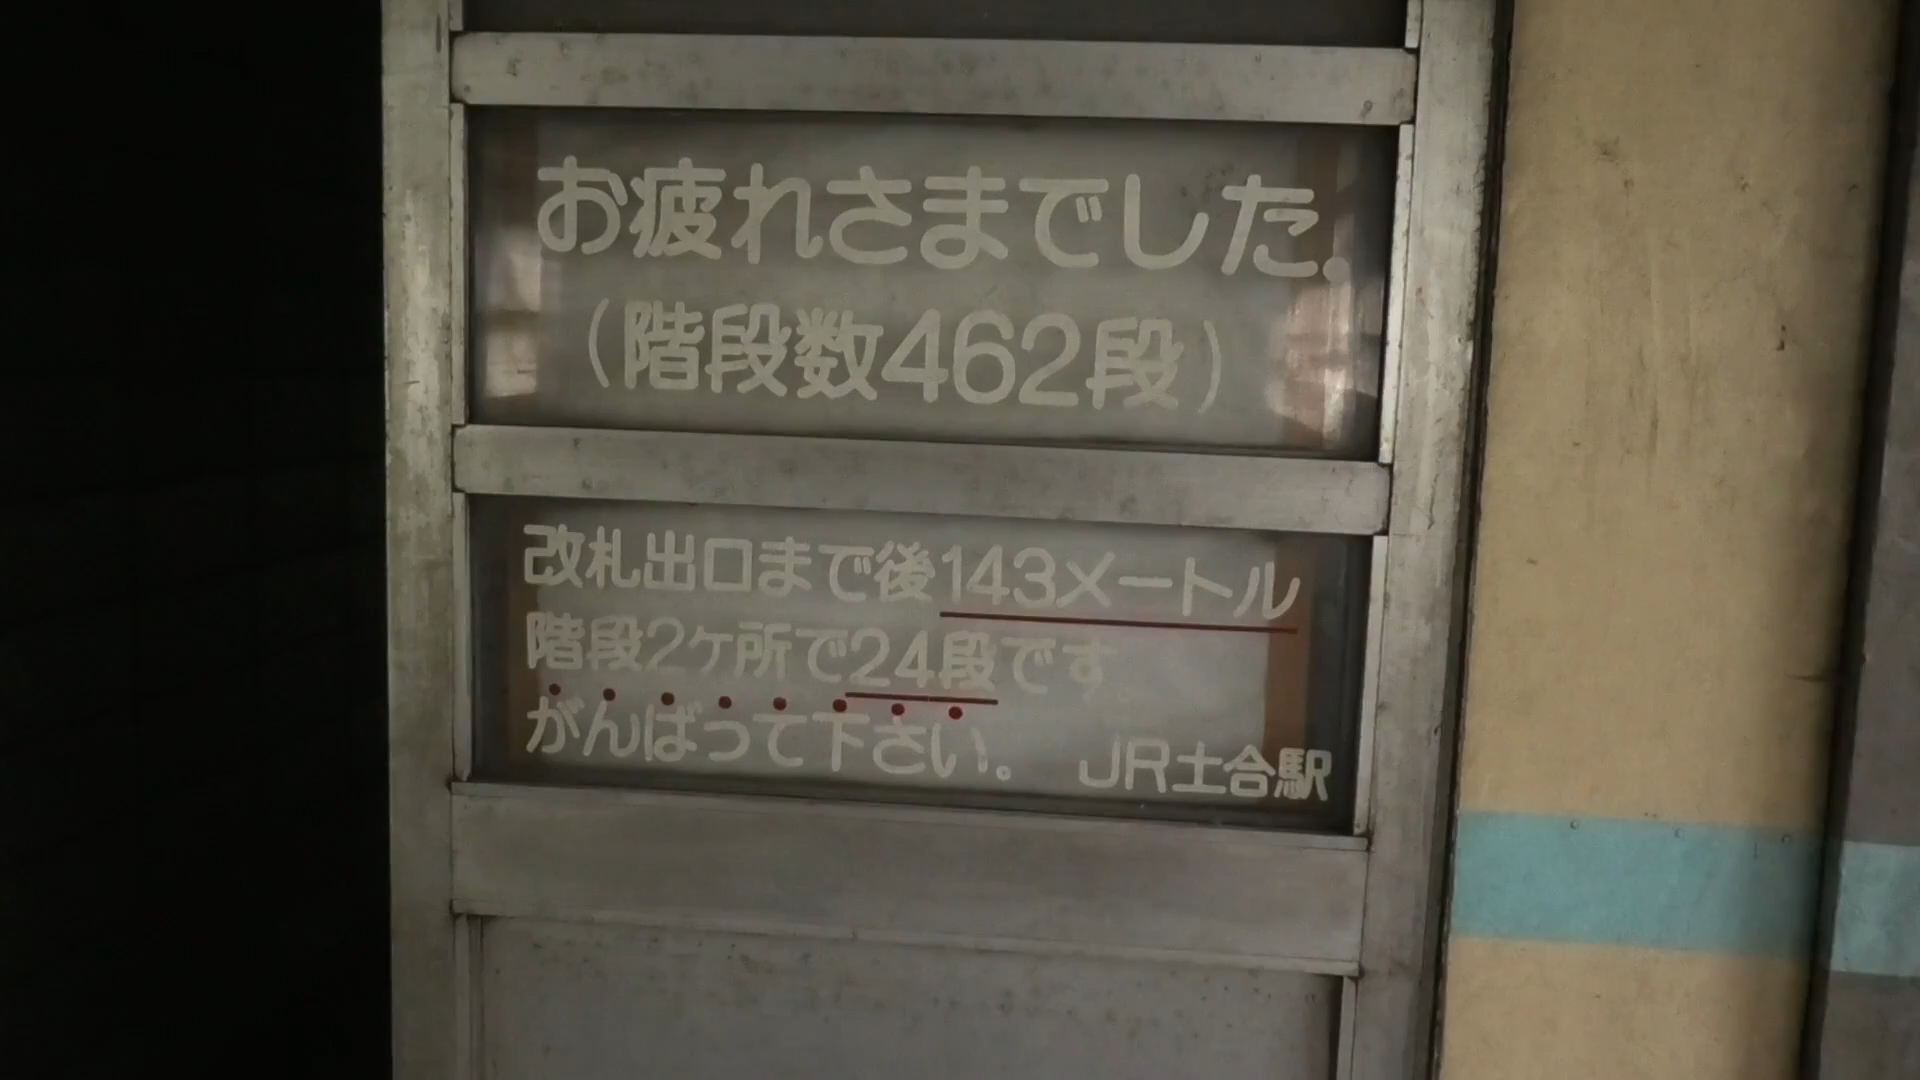 お疲れさまでした。
（階段数462段）
改札出口まで後143メートル
階段2ケ所で24段です
がんばって下さい。 JR土合駅